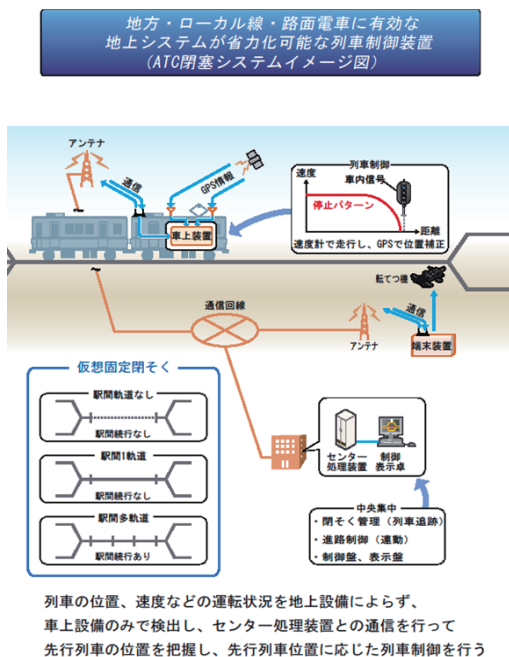 地方・ローカル線・路面電車に有効な
地上システムが省力化可能な列車制御装置
(ATC閉塞システムイメージ図)
アンテナ
通信
GPS情報
車上装置
列車制御
速度
車内信号
停止パターン
距離
速度計で走行し、GPSで位置補正
転てつ機
通信回線
通信
アンテナ
端末装置
仮想固定閉そく
駅間軌道なし
駅間続行なし
駅間1軌道
駅間続行なし
駅間多軌道
駅間続行あり
センター
処理装置
制御
表示卓
中央集中
・閉そく管理(列車追跡)
・進路制御(連動)
・制御盤、表示盤
列車の位置、速度などの運転状況を地上設備によらず、
車上設備のみで検出し、センター処理装置との通信を行って
先行列車の位置を把握し、先行列車位置に応じた列車制御を行う